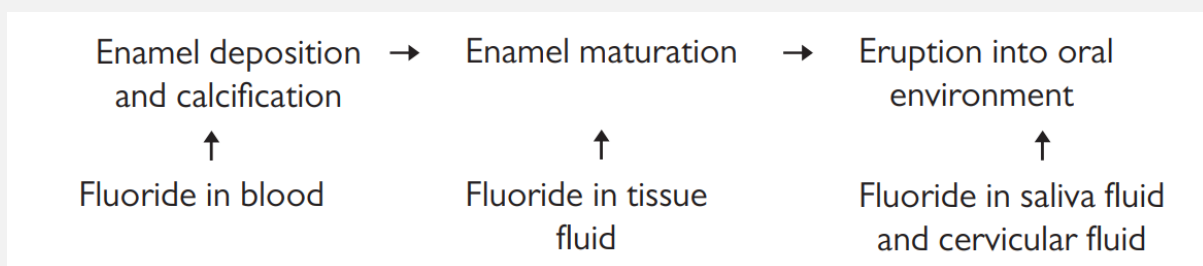 Enamel deposition → Enamel maturation → Eruption into oral
and calcification environment
↑ ↑ ↑
Fluoride in blood Fluoride in tissue Fluoride in saliva fluid
fluid and cervicular fluid